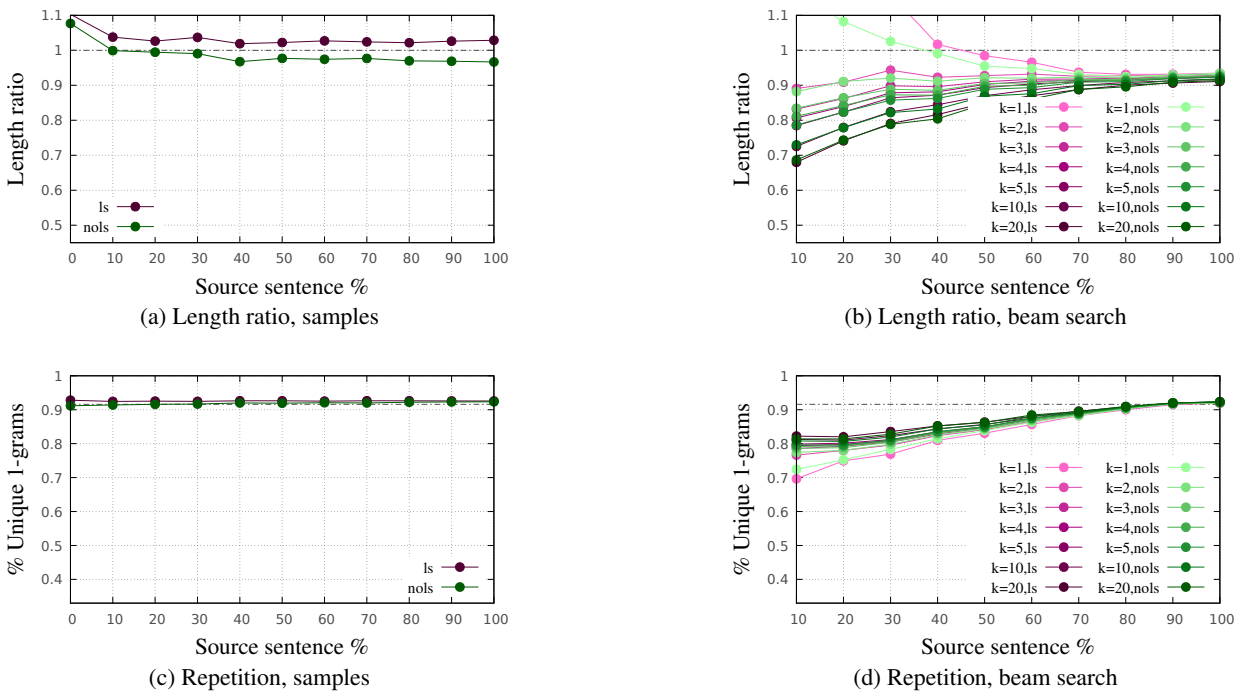 1.1
1
0.9
0.8
0.7
0.6
0.5
Length ratio
ls
nols
0 10 20 30 40 50 60 70 80 90 100
Source sentence %
(a) Length ratio, samples
1.1
1
0.9
0.8
0.7
0.6
0.5
Length ratio
k=1,ls k=1,nols
k=2,ls k=2,nols
k=3,ls k=3,nols
k=4,ls k=4,nols
k=5,ls k=5,nols
k=10,ls k=10,nols
k=20,ls k=20,nols
10 20 30 40 50 60 70 80 90 100
Source sentence %
(b) Length ratio, beam search
1
0.9
0.8
0.7
0.6
0.5
0.4
% Unique 1-grams
ls
nols
0 10 20 30 40 50 60 70 80 90 100
Source sentence %
(c) Repetition, samples
1
0.9
0.8
0.7
0.6
0.5
0.4
% Unique 1-grams
k=1,ls k=1,nols
k=2,ls k=2,nols
k=3,ls k=3,nols
k=4,ls k=4,nols
k=5,ls k=5,nols
k=10,ls k=10,nols
k=20,ls k=20,nols
10 20 30 40 50 60 70 80 90 100
Source sentence %
(d) Repetition, beam search